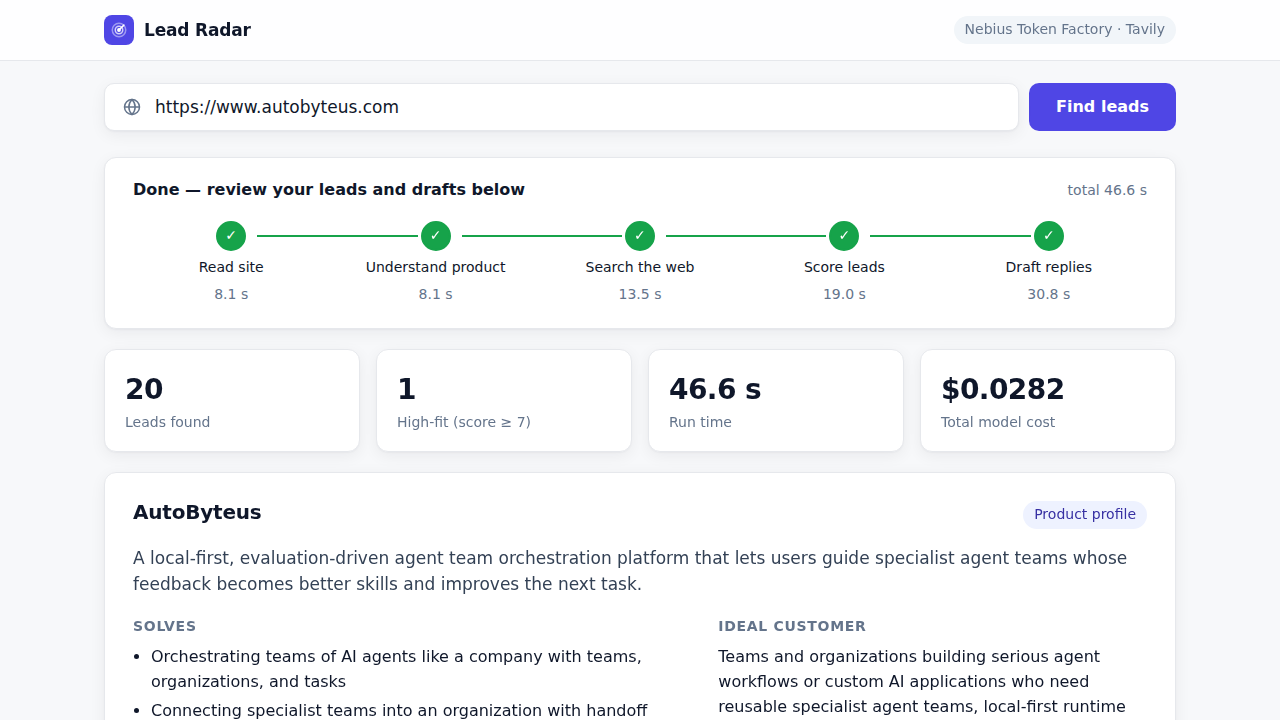 Lead Radar
Nebius Token Factory · Tavily
https://www.autobyteus.com
Find leads
Done — review your leads and drafts below
total 46.6 s
✓ ✓ ✓ ✓ ✓
Read site
Understand product
Search the web
Score leads
Draft replies
8.1 s
8.1 s
13.5 s
19.0 s
30.8 s
20
Leads found
1
High-fit (score ≥ 7)
46.6 s
Run time
$0.0282
Total model cost
AutoByteus
Product profile
A local-first, evaluation-driven agent team orchestration platform that lets users guide specialist agent teams whose
feedback becomes better skills and improves the next task.
SOLVES
• Orchestrating teams of AI agents like a company with teams,
organizations, and tasks
• Connecting specialist teams into an organization with handoff
IDEAL CUSTOMER
Teams and organizations building serious agent
workflows or custom AI applications who need
reusable specialist agent teams, local-first runtime